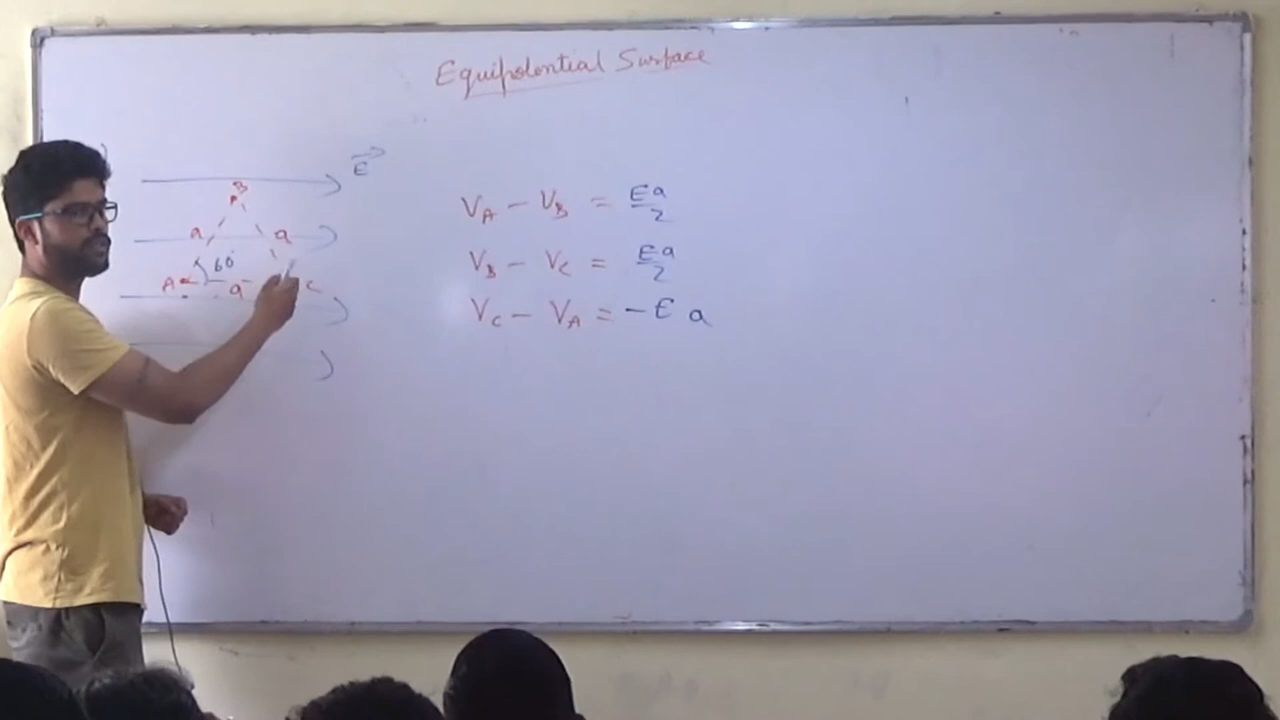 Equipotential Surface
E
B
a
a
60°
A
a
C
V_A - V_B = Ea/2
V_B - V_C = Ea/2
V_C - V_A = - E a